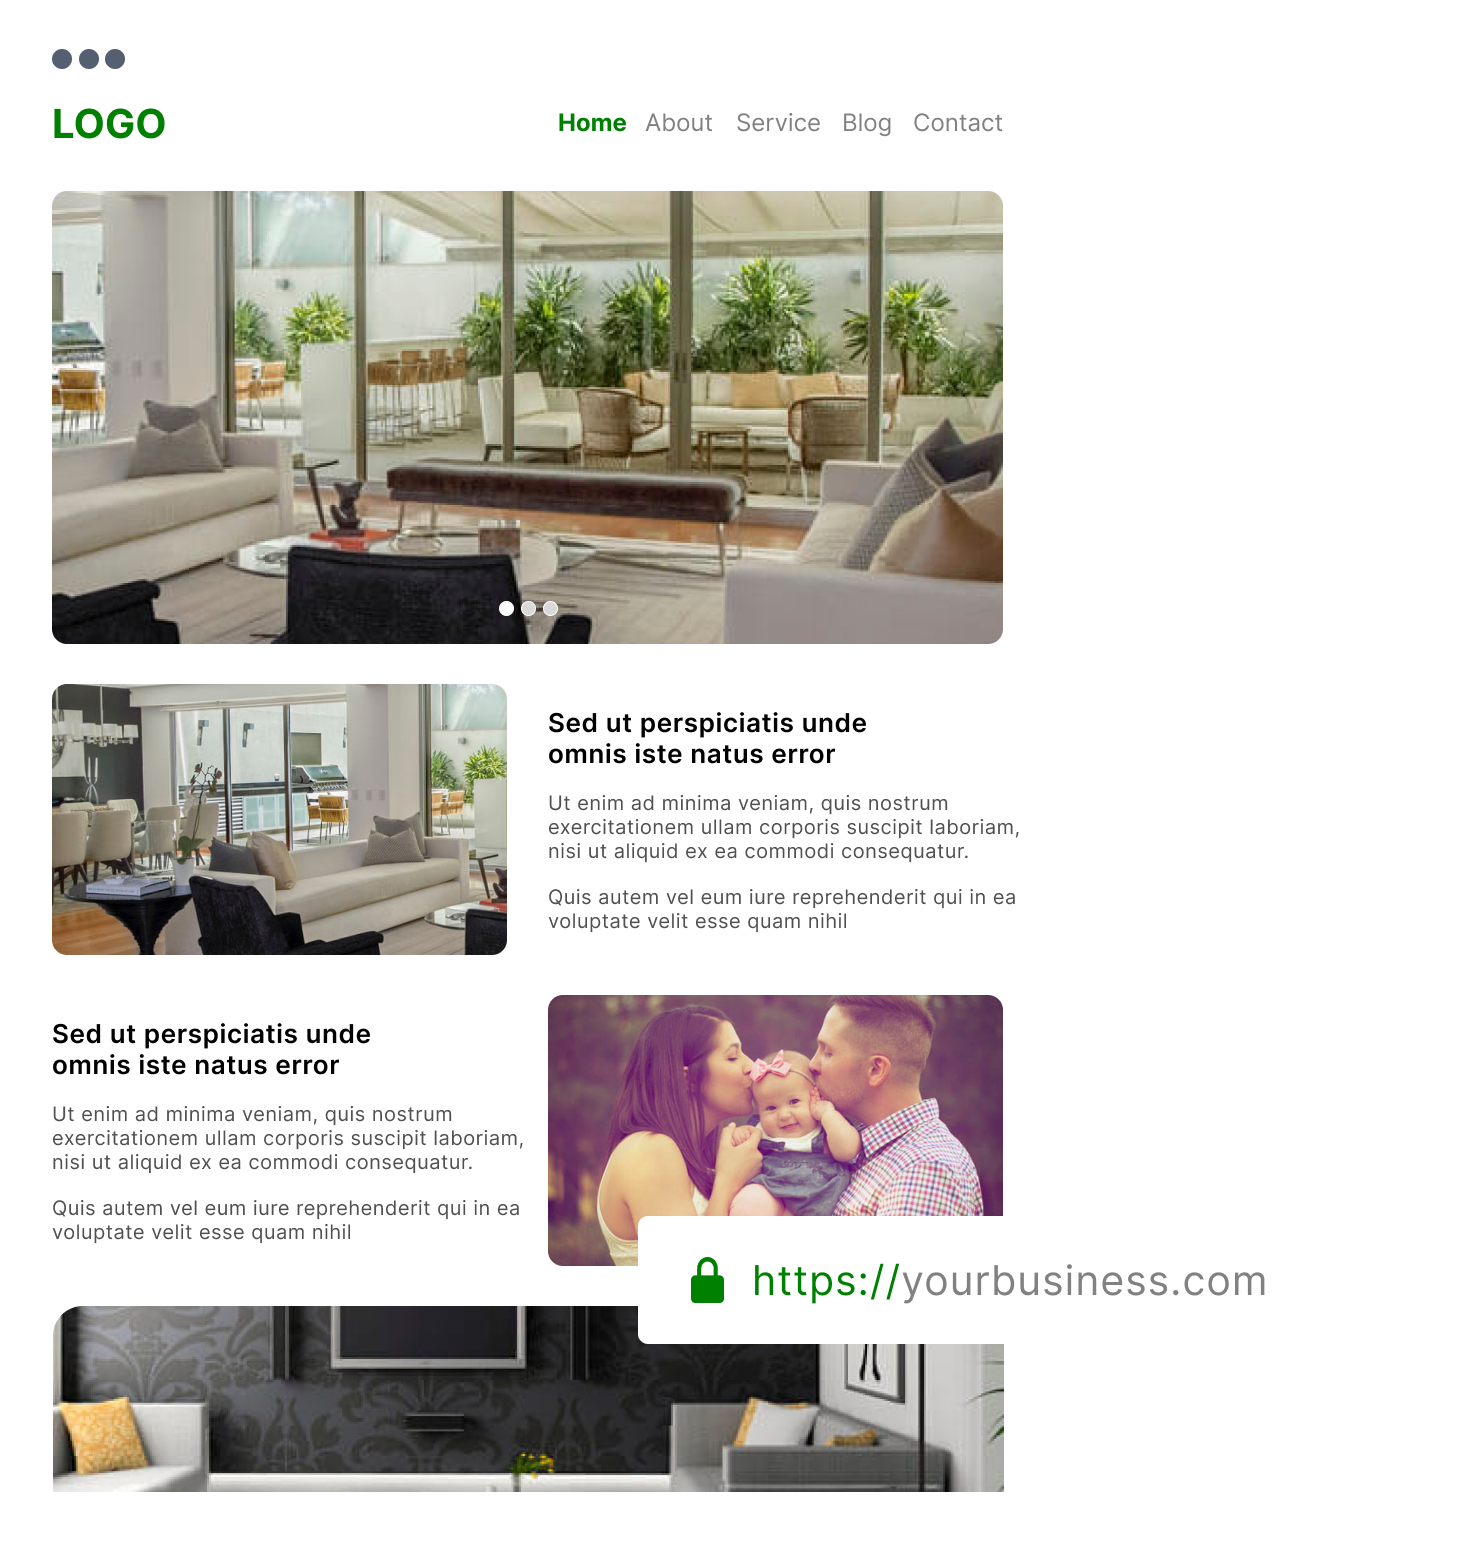 LOGO
Home About Service Blog Contact
Sed ut perspiciatis unde
omnis iste natus error
Ut enim ad minima veniam, quis nostrum
exercitationem ullam corporis suscipit laboriam,
nisi ut aliquid ex ea commodi consequatur.
Quis autem vel eum iure reprehenderit qui in ea
voluptate velit esse quam nihil
Sed ut perspiciatis unde
omnis iste natus error
Ut enim ad minima veniam, quis nostrum
exercitationem ullam corporis suscipit laboriam,
nisi ut aliquid ex ea commodi consequatur.
Quis autem vel eum iure reprehenderit qui in ea
voluptate velit esse quam nihil
https://yourbusiness.com